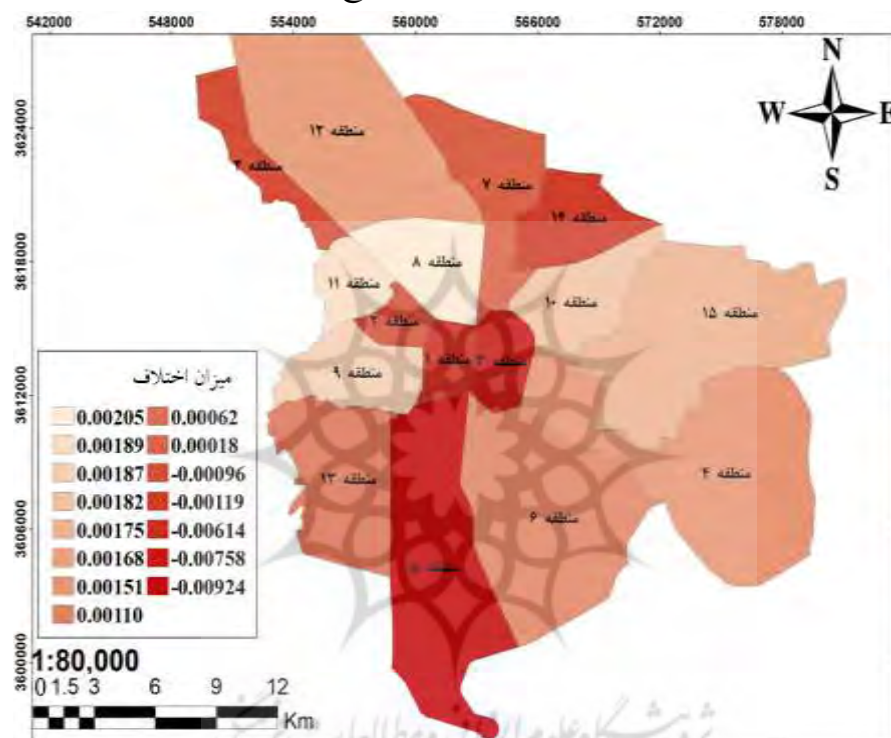 542000 548000 554000 560000 566000 572000 578000
N
W E
S
3624000
3618000
3612000
3606000
3600000
منطقه ۱۲
منطقه ۲
منطقه ۷
منطقه ۱۴
منطقه ۸
منطقه ۱۱
منطقه ۱۰
منطقه ۱۵
منطقه ۲
منطقه ۱
منطقه ۳
منطقه ۹
منطقه ۱۳
منطقه ۴
منطقه ۶
منطقه
میزان اختلاف
0.00205 0.00062
0.00189 0.00018
0.00187 -0.00096
0.00182 -0.00119
0.00175 -0.00614
0.00168 -0.00758
0.00151 -0.00924
0.00110
1:80,000
0 1.5 3 6 9 12
Km